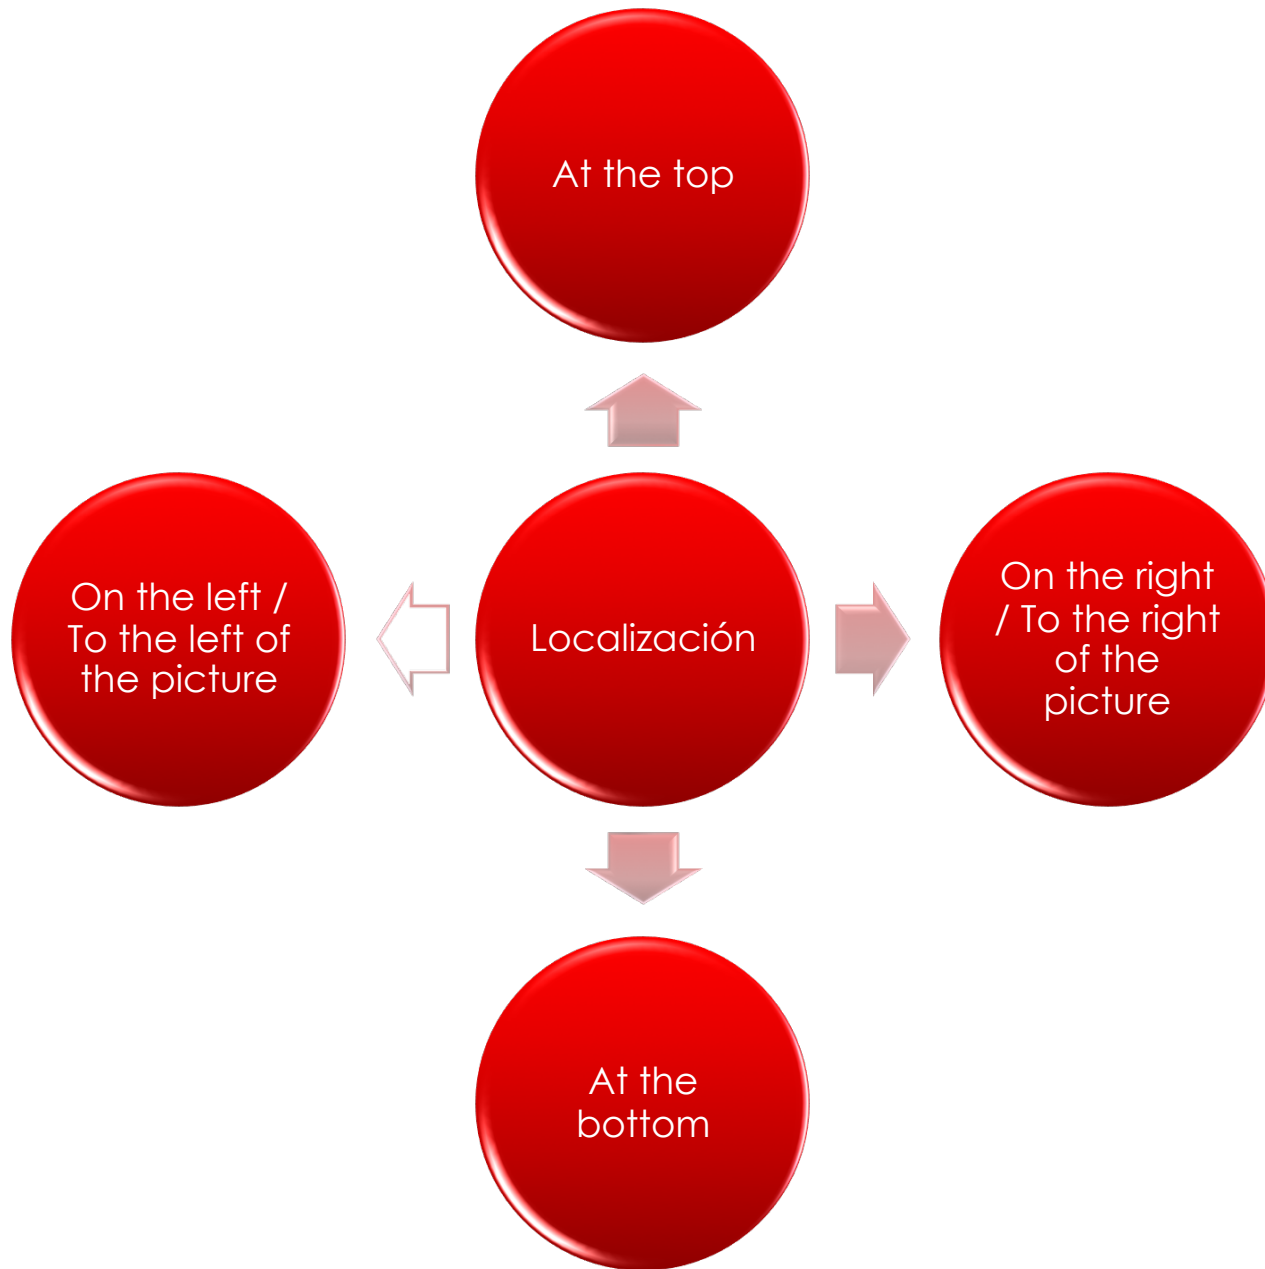 At the top
On the left /
To the left of
the picture
Localización
On the right
/ To the right
of the
picture
At the
bottom